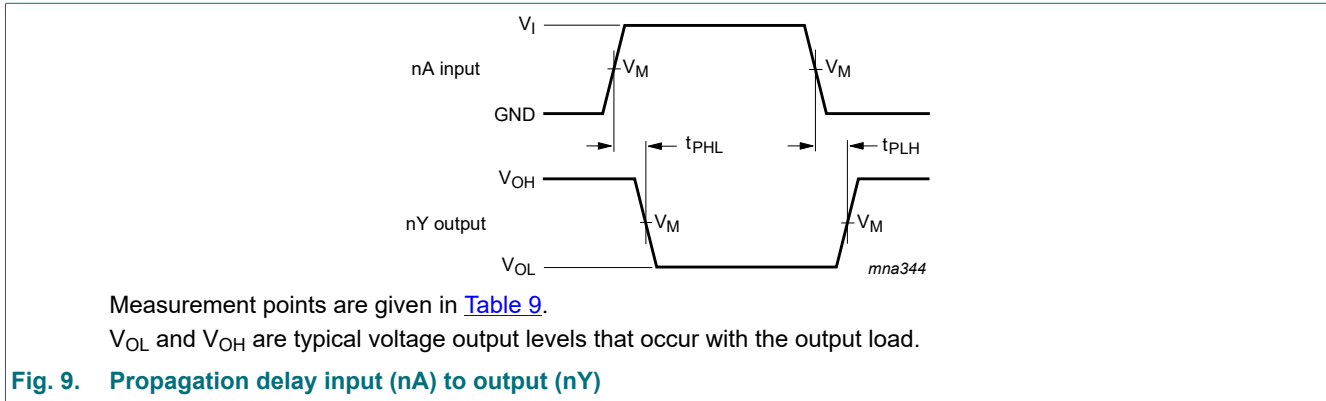 V_I
nA input
V_M
V_M
GND
t_PHL
t_PLH
V_OH
nY output
V_M
V_M
V_OL
mna344
Measurement points are given in Table 9.
V_OL and V_OH are typical voltage output levels that occur with the output load.
Fig. 9. Propagation delay input (nA) to output (nY)